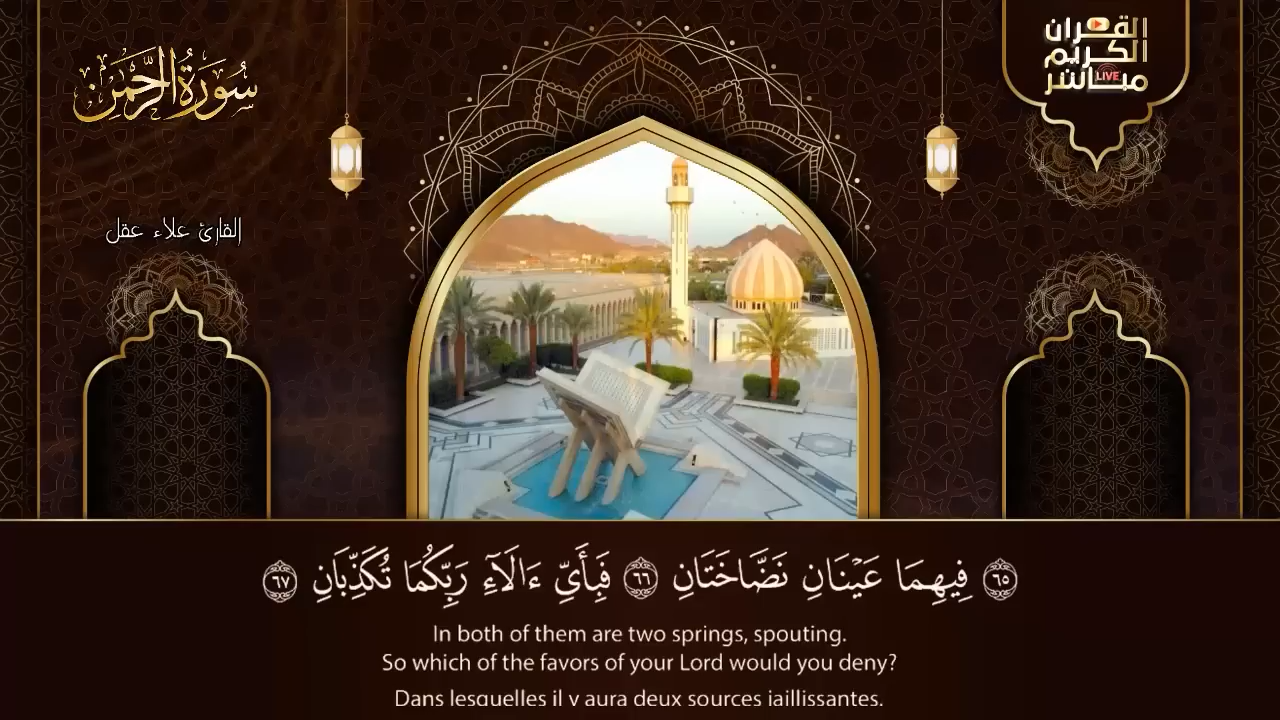 سُورَةُ الرَّحْمَٰن
القرآن
الكريم
مباشر
LIVE
القارئ علاء عقل
٦٥ فِيهِمَا عَيْنَانِ نَضَّاخَتَانِ ٦٦ فَبِأَيِّ ءَالَآءِ رَبِّكُمَا تُكَذِّبَانِ ٦٧
In both of them are two springs, spouting.
So which of the favors of your Lord would you deny?
Dans lesquelles il y aura deux sources jaillissantes.